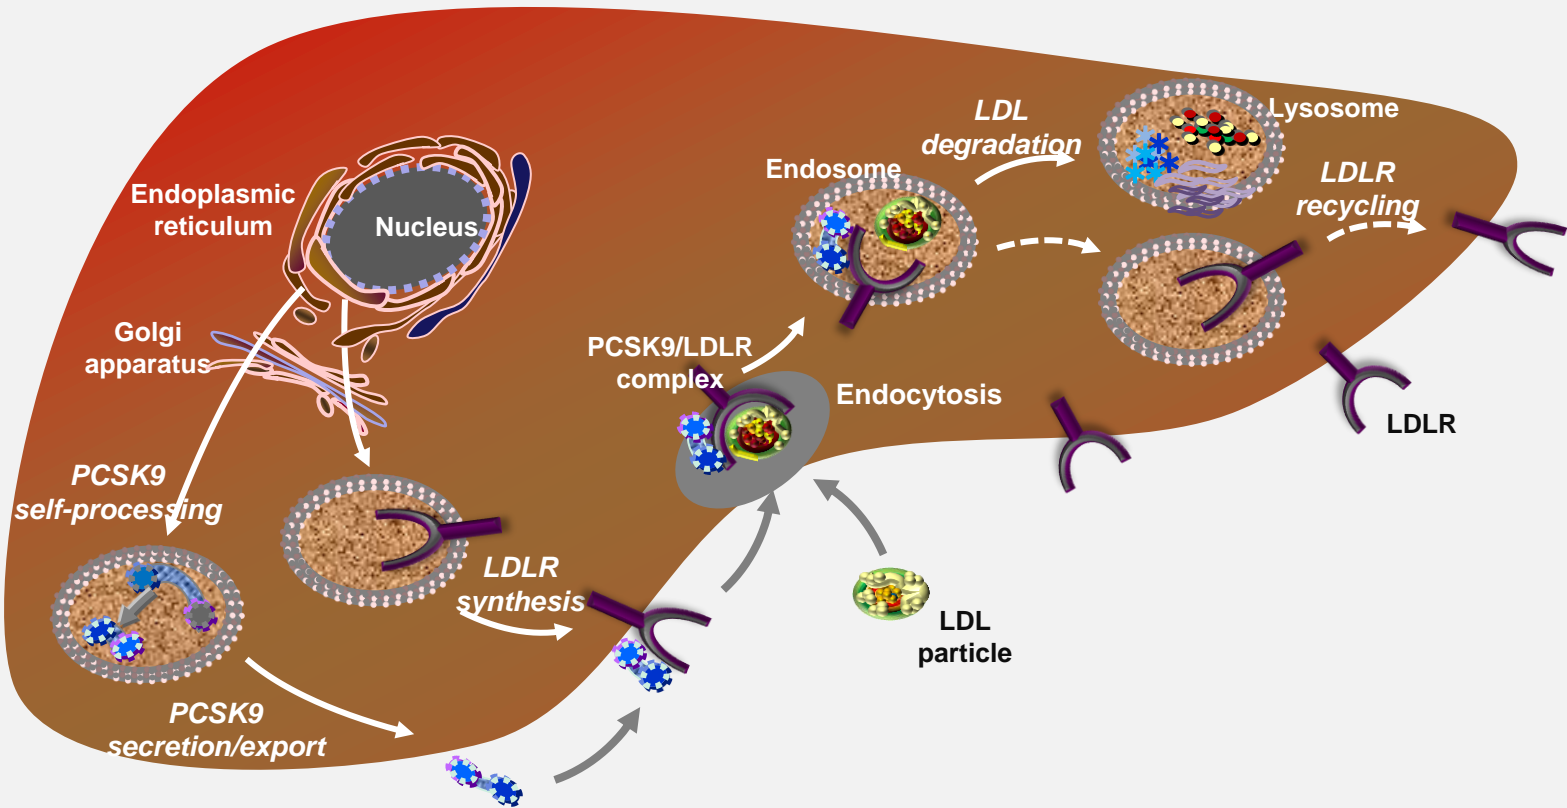 LDL
degradation
Lysosome
Endosome
LDLR
recycling
Endoplasmic
reticulum
Nucleus
Golgi
apparatus
PCSK9/LDLR
complex
Endocytosis
LDLR
PCSK9
self-processing
LDLR
synthesis
LDL
particle
PCSK9
secretion/export